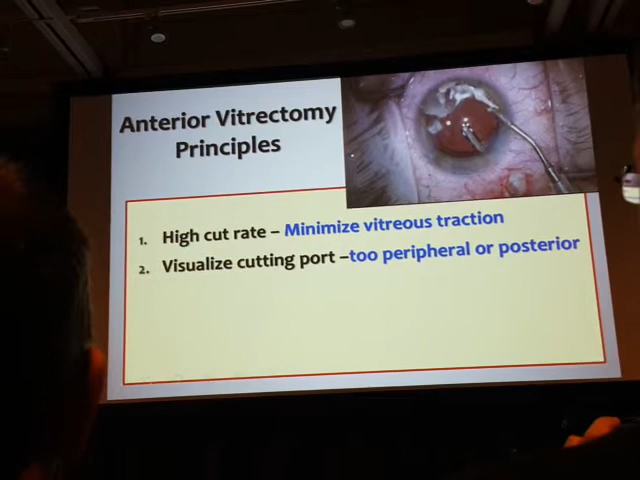 Anterior Vitrectomy
Principles
1. High cut rate – Minimize vitreous traction
2. Visualize cutting port –too peripheral or posterior